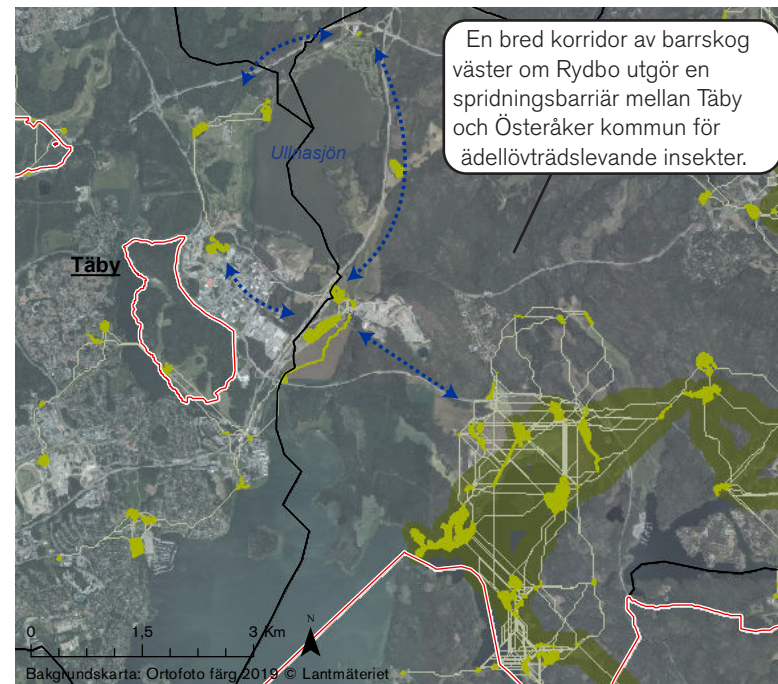 En bred korridor av barrskog
väster om Rydbo utgör en
spridningsbarriär mellan Täby
och Österåker kommun för
ädellövträdslevande insekter.
Ullnasjön
Täby
N
0 1,5 3 Km
Bakgrundskarta: Ortofoto färg 2019 © Lantmäteriet